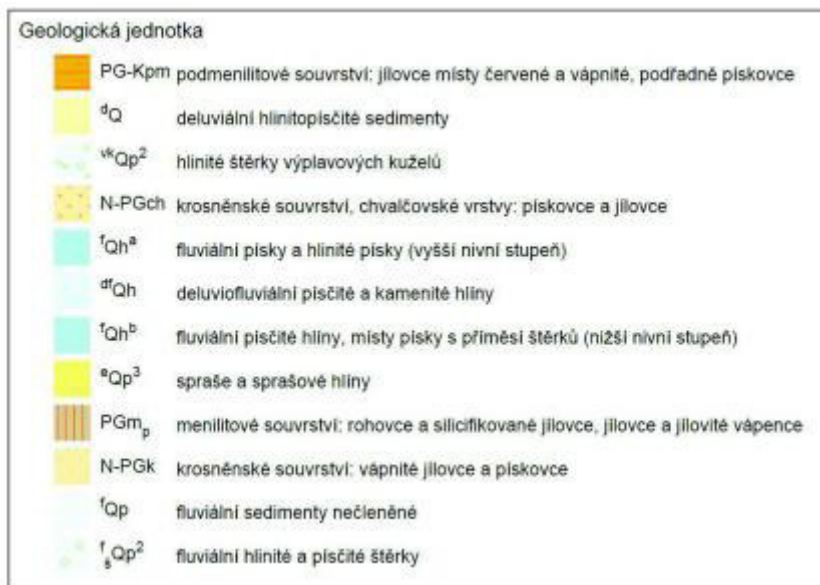 Geologická jednotka
PG-Kpm podmenilitové souvrství: jílovce místy červené a vápnité, podřadně pískovce
dQ deluviální hlinitopísčité sedimenty
vkQp2 hlinité štěrky výplavových kuželů
N-PGch krosněnské souvrství, chvalčovské vrstvy: pískovce a jílovce
fQha fluviální písky a hlinité písky (vyšší nivní stupeň)
dfQh deluviofluviální písčité a kamenité hlíny
fQhb fluviální písčité hlíny, místy písky s příměsí štěrků (nižší nivní stupeň)
eQp3 spraše a sprašové hlíny
PGmp menilitové souvrství: rohovce a silicifikované jílovce, jílovce a jílovité vápence
N-PGk krosněnské souvrství: vápnité jílovce a pískovce
fQp fluviální sedimenty nečleněné
fsQp2 fluviální hlinité a písčité štěrky